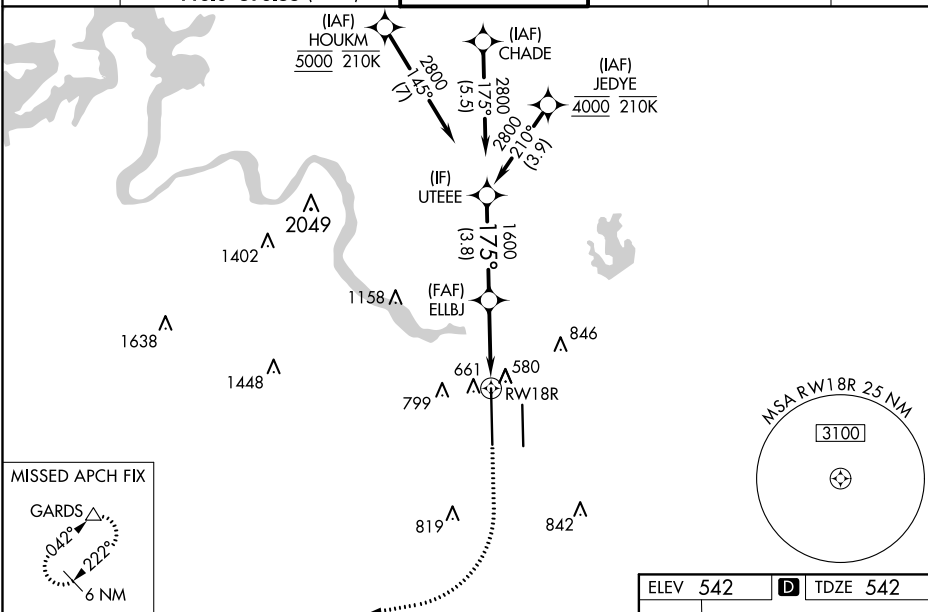 (IAF)
HOUKM
5000 210K
2800
145°
(7)
(IAF)
CHADE
2800
175°
(5.5)
(IAF)
JEDYE
4000 210K
2800
210°
(3.9)
(IF)
UTEEE
1600
175°
(3.8)
(FAF)
ELLBJ
2049
1402
1158
1638
1448
846
661
580
799
RW18R
819
842
MSA RW18R 25 NM
3100
MISSED APCH FIX
GARDS
042°
222°
6 NM
ELEV 542 D TDZE 542